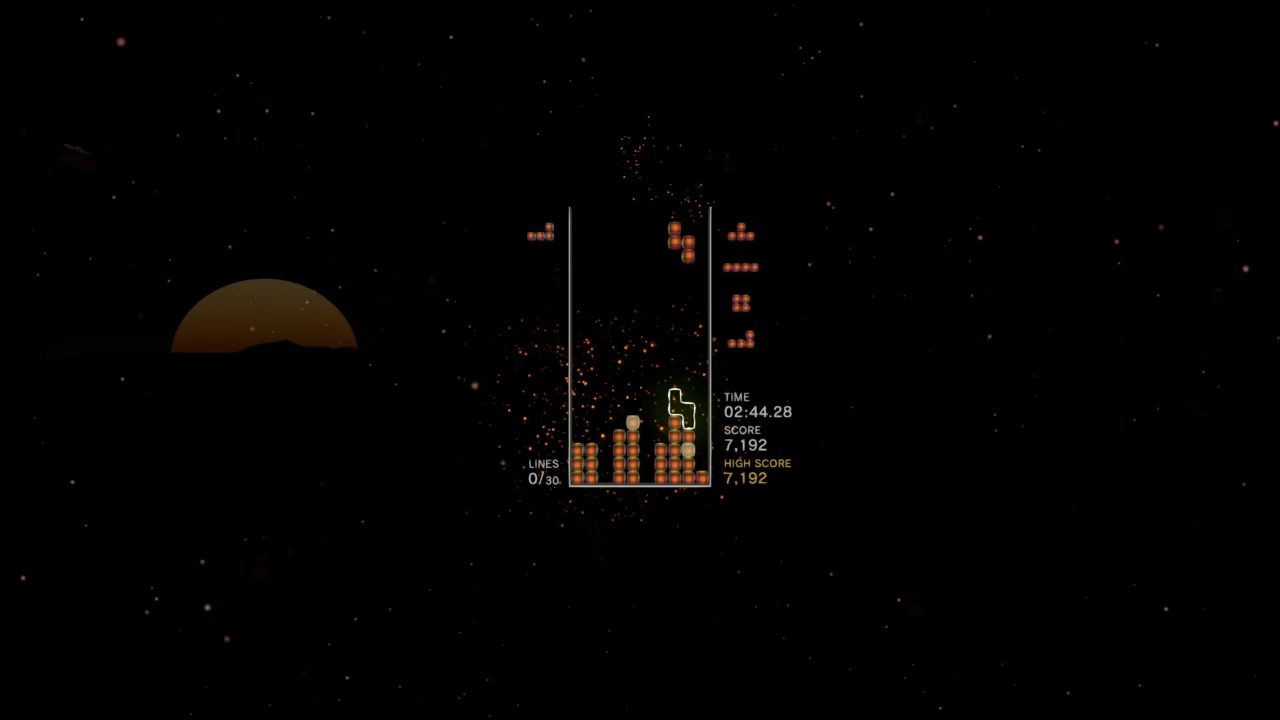 LINES
0/30
TIME
02:44.28
SCORE
7,192
HIGH SCORE
7,192